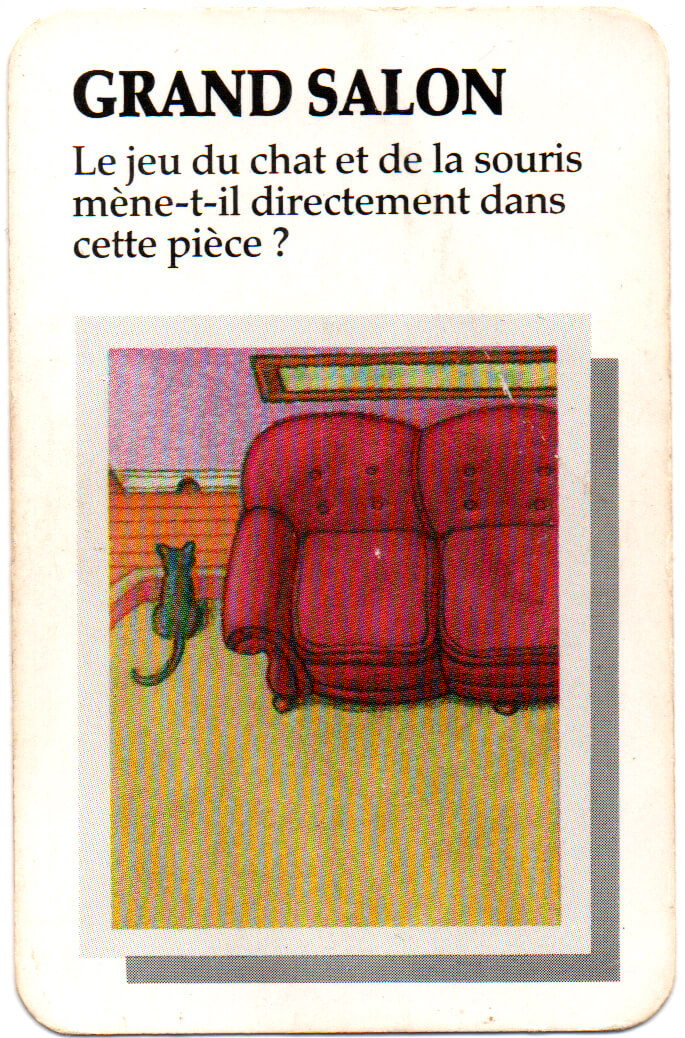 GRAND SALON
Le jeu du chat et de la souris
mène-t-il directement dans
cette pièce ?